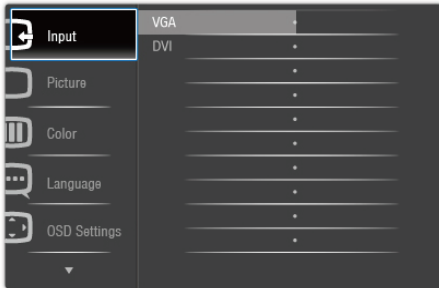 Input
VGA
DVI
Picture
Color
Language
OSD Settings